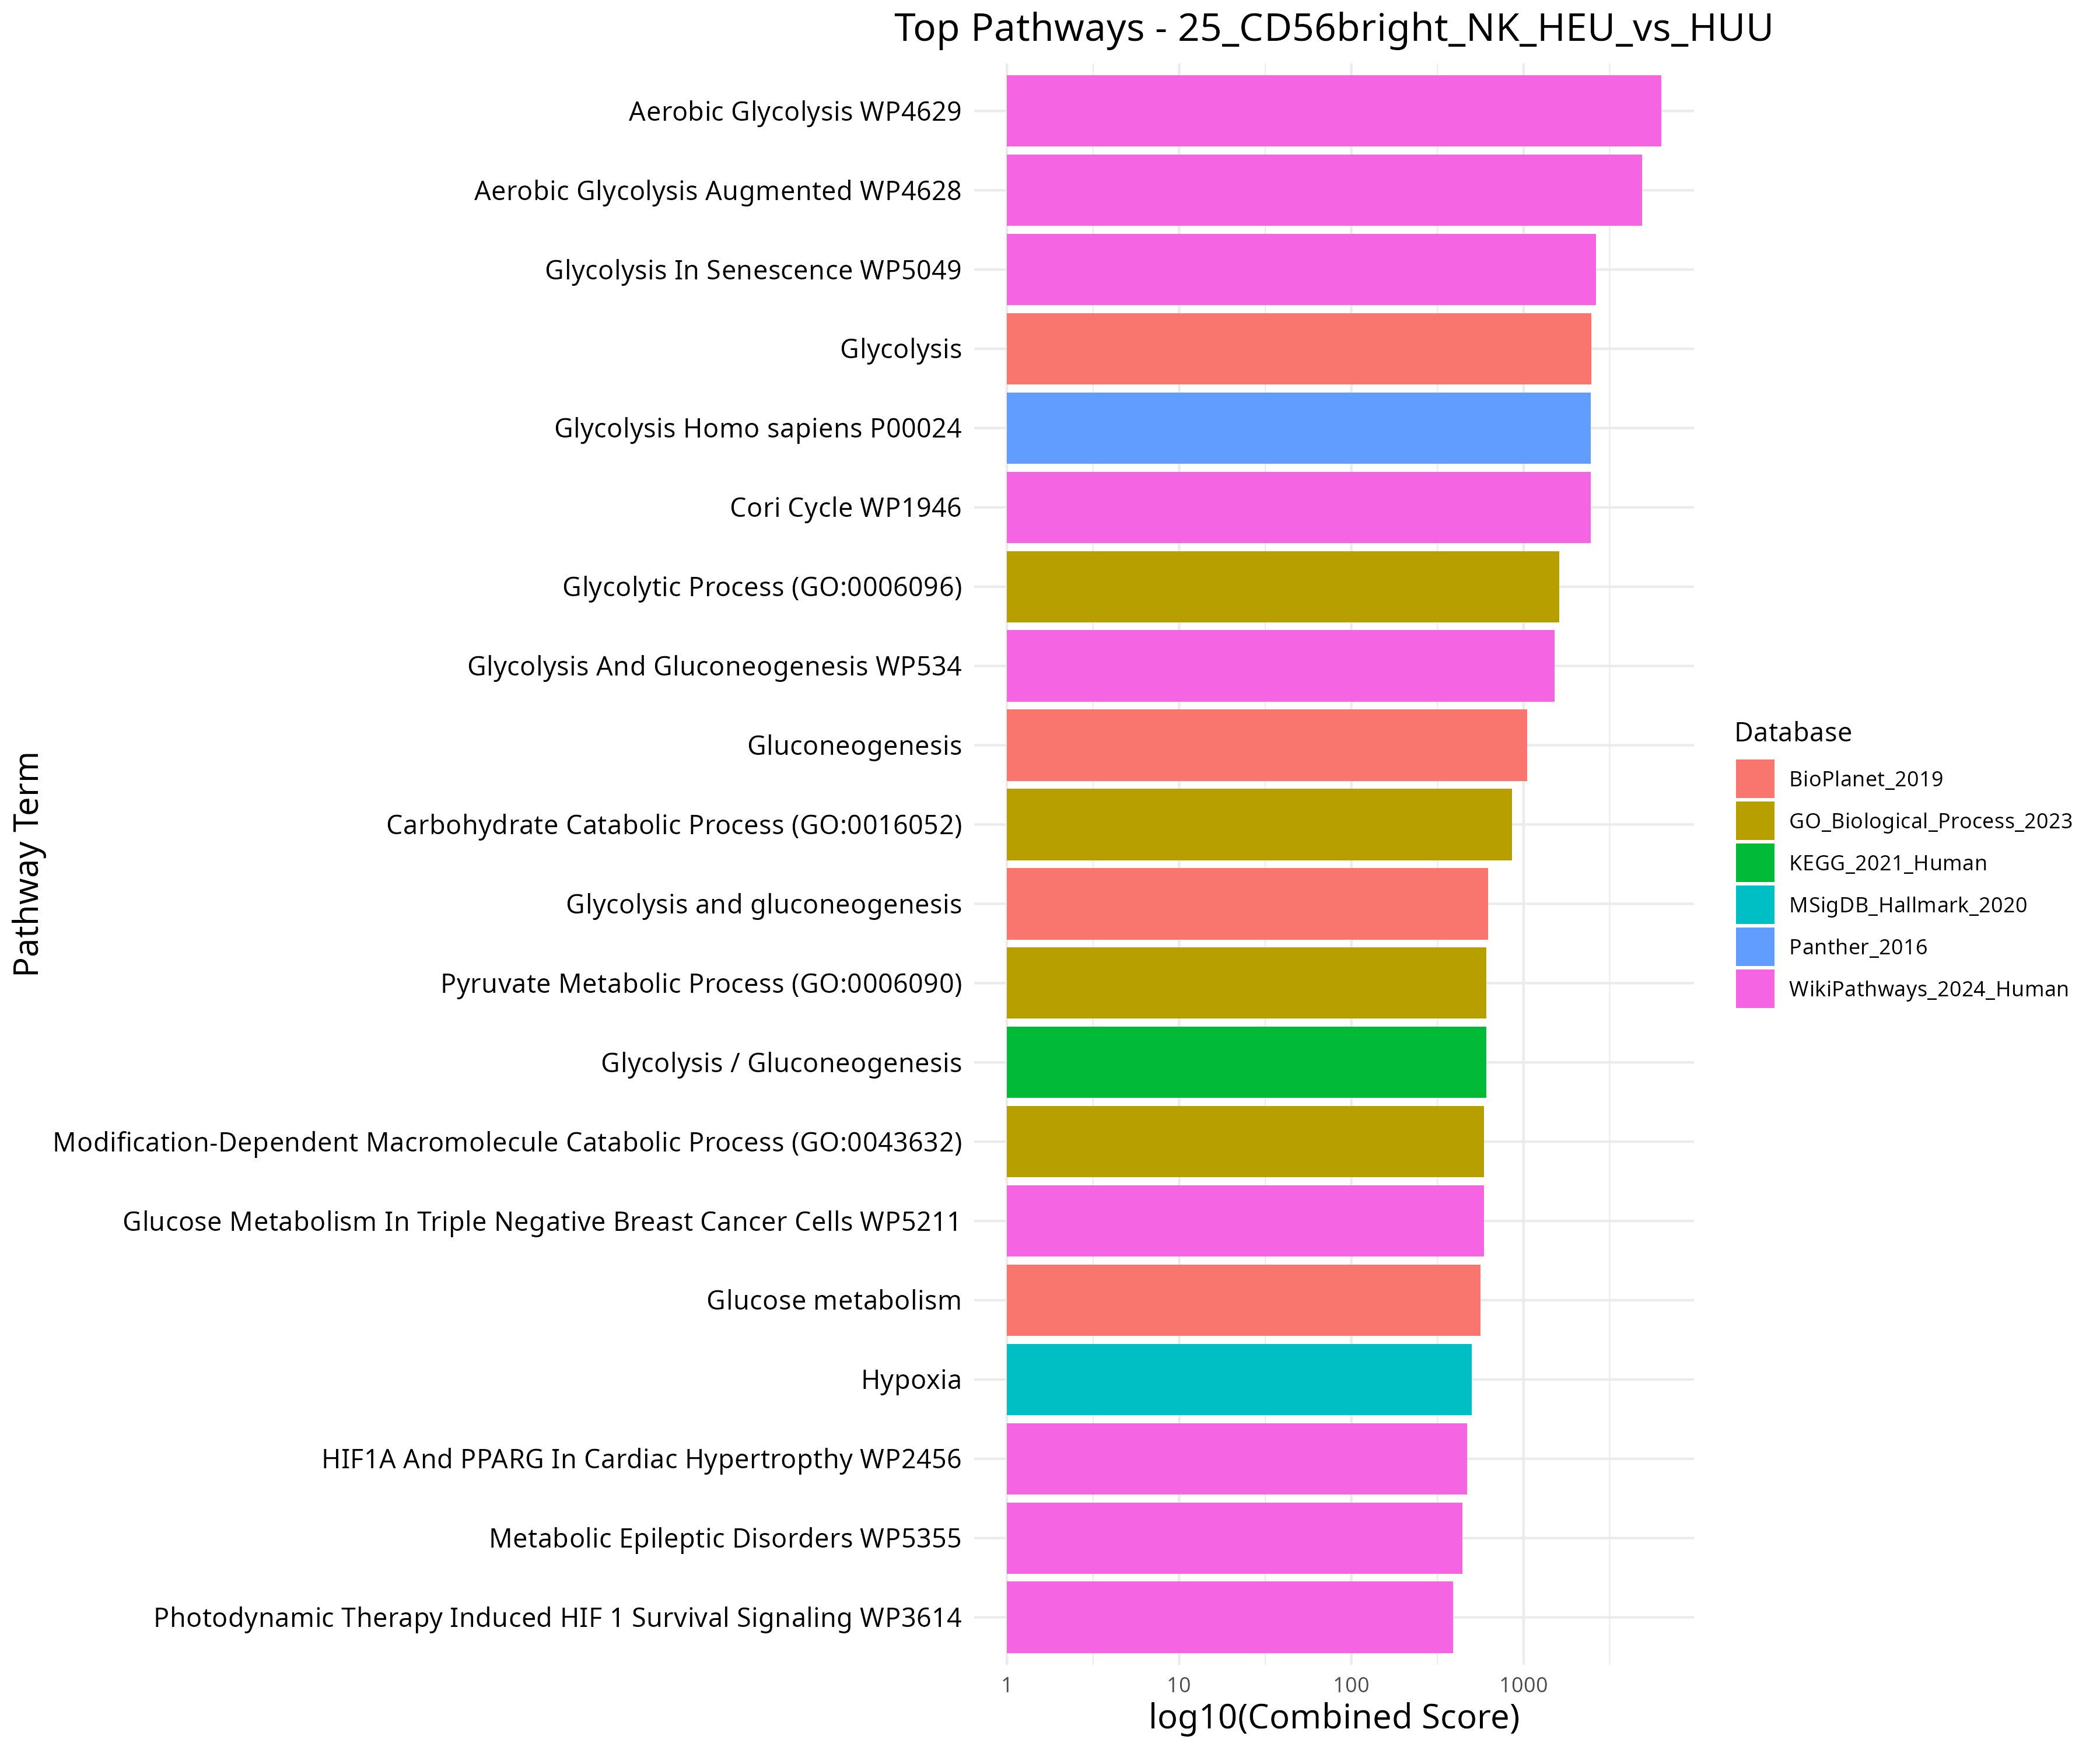 Top Pathways - 25_CD56bright_NK_HEU_vs_HUU
Pathway Term
Aerobic Glycolysis WP4629
Aerobic Glycolysis Augmented WP4628
Glycolysis In Senescence WP5049
Glycolysis
Glycolysis Homo sapiens P00024
Cori Cycle WP1946
Glycolytic Process (GO:0006096)
Glycolysis And Gluconeogenesis WP534
Gluconeogenesis
Carbohydrate Catabolic Process (GO:0016052)
Glycolysis and gluconeogenesis
Pyruvate Metabolic Process (GO:0006090)
Glycolysis / Gluconeogenesis
Modification-Dependent Macromolecule Catabolic Process (GO:0043632)
Glucose Metabolism In Triple Negative Breast Cancer Cells WP5211
Glucose metabolism
Hypoxia
HIF1A And PPARG In Cardiac Hypertropthy WP2456
Metabolic Epileptic Disorders WP5355
Photodynamic Therapy Induced HIF 1 Survival Signaling WP3614
1 10 100 1000
log10(Combined Score)
Database
BioPlanet_2019
GO_Biological_Process_2023
KEGG_2021_Human
MSigDB_Hallmark_2020
Panther_2016
WikiPathways_2024_Human